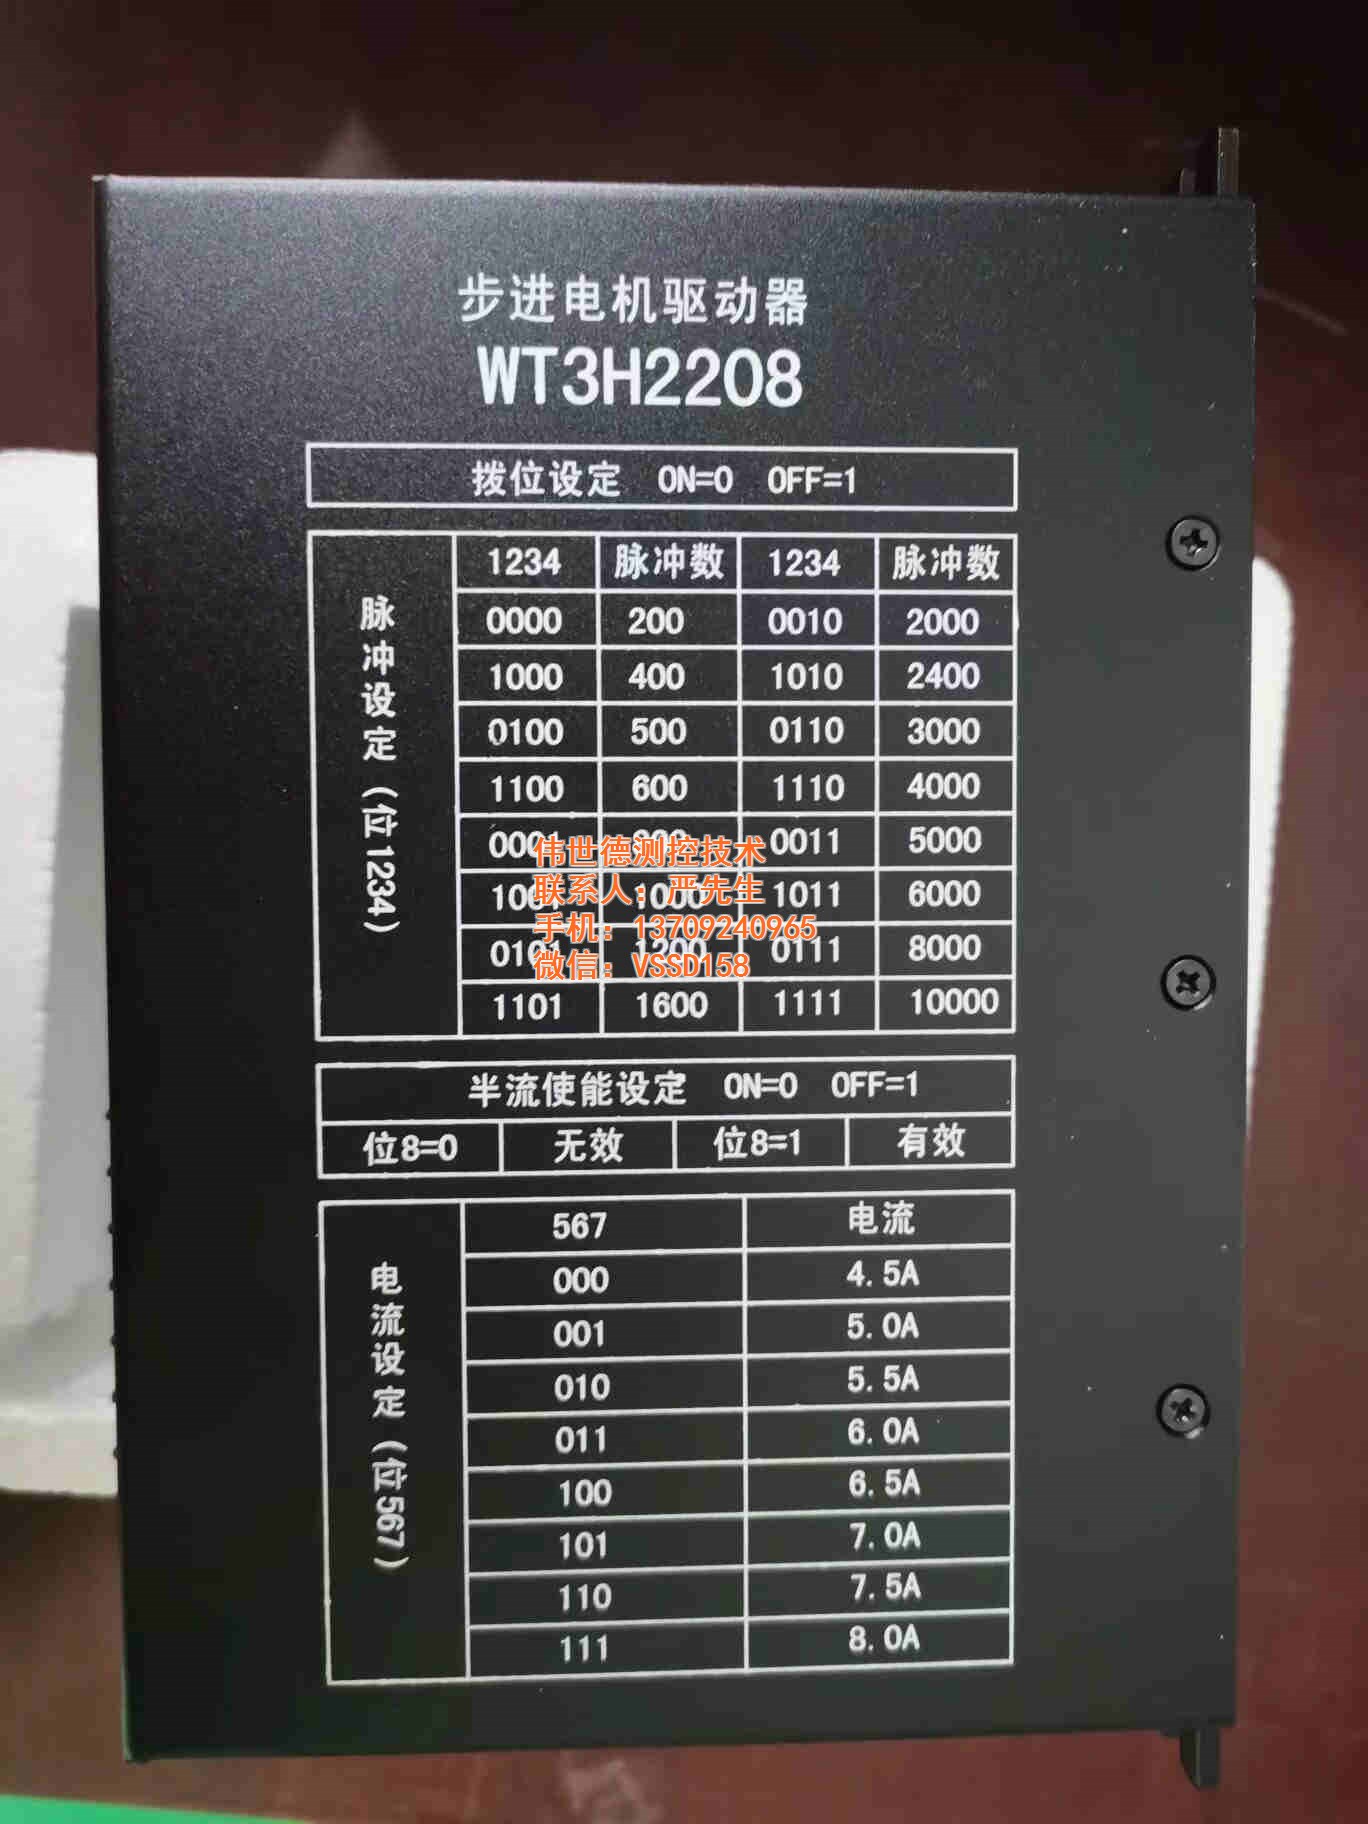 步进电机驱动器
WT3H2208
拨位设定 ON=0 OFF=1
脉冲设定(位1234)
1234 脉冲数 1234 脉冲数
0000 200 0010 2000
1000 400 1010 2400
0100 500 0110 3000
1100 600 1110 4000
0001 0011 5000
1001 1000 1011 6000
0101 1200 0111 8000
1101 1600 1111 10000
伟世德测控技术
联系人：严先生
手机：13709240965
微信：VSSD158
半流使能设定 ON=0 OFF=1
位8=0 无效 位8=1 有效
电流设定(位567)
567 电流
000 4.5A
001 5.0A
010 5.5A
011 6.0A
100 6.5A
101 7.0A
110 7.5A
111 8.0A